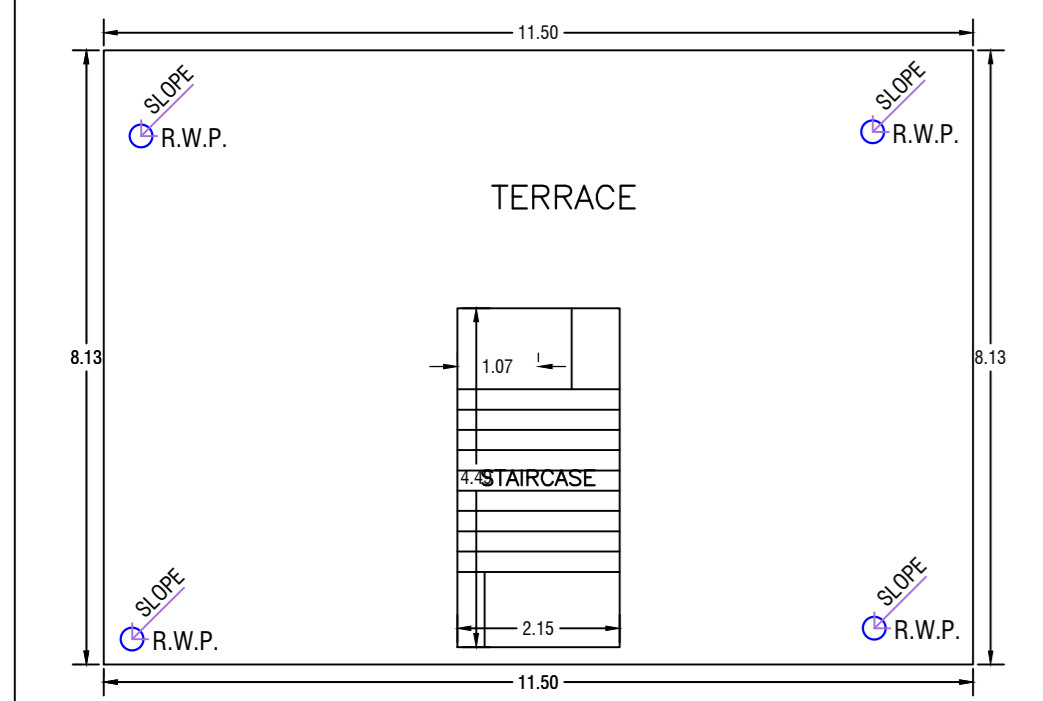 11.50
SLOPE
SLOPE
R.W.P.
R.W.P.
TERRACE
8.13
8.13
1.07
STAIRCASE
SLOPE
SLOPE
R.W.P.
2.15
R.W.P.
11.50